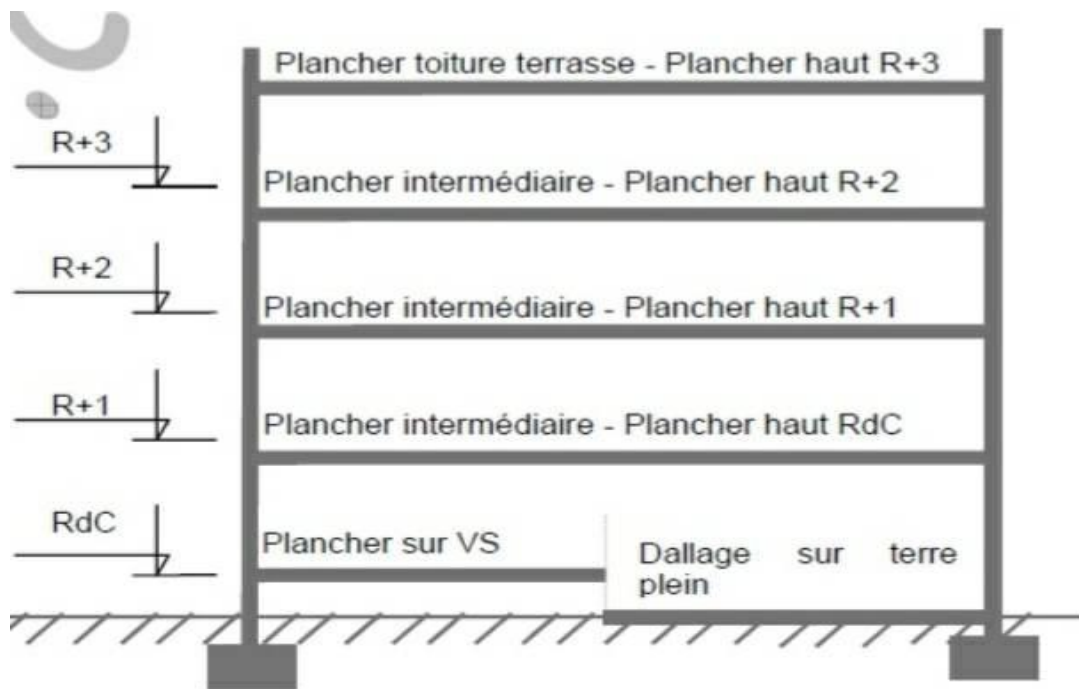 Plancher toiture terrasse - Plancher haut R+3
R+3
Plancher intermédiaire - Plancher haut R+2
R+2
Plancher intermédiaire - Plancher haut R+1
R+1
Plancher intermédiaire - Plancher haut RdC
RdC
Plancher sur VS
Dallage sur terre
plein